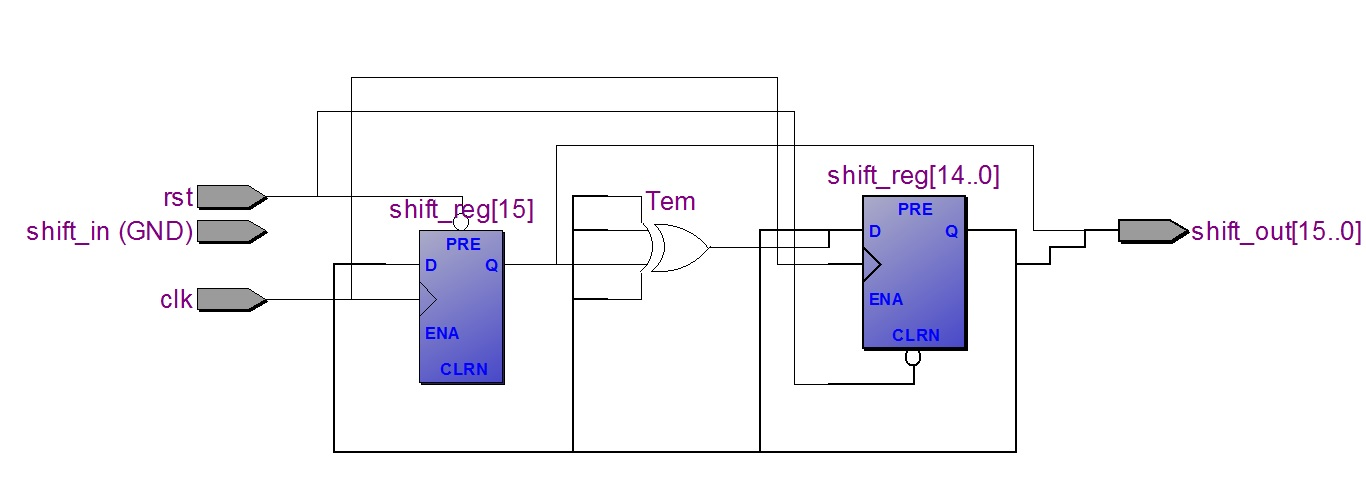 rst
shift_in (GND)
clk
shift_reg[15]
PRE
D
Q
ENA
CLRN
Tem
shift_reg[14..0]
PRE
D
Q
ENA
CLRN
shift_out[15..0]